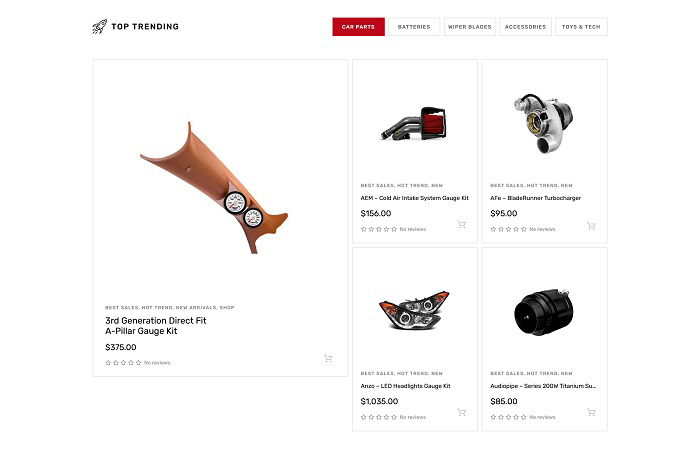 TOP TRENDING
CAR PARTS
BATTERIES
WIPER BLADES
ACCESSORIES
TOYS & TECH
BEST SALES, HOT TREND, NEW ARRIVALS, SHOP
3rd Generation Direct Fit
A-Pillar Gauge Kit
$375.00
No reviews
BEST SALES, HOT TREND, NEW
AEM – Cold Air Intake System Gauge Kit
$156.00
No reviews
BEST SALES, HOT TREND, NEW
AFe – BladeRunner Turbocharger
$95.00
No reviews
BEST SALES, HOT TREND, NEW
Anzo – LED Headlights Gauge Kit
$1,035.00
No reviews
BEST SALES, HOT TREND, NEW
Audiopipe – Series 200W Titanium Su...
$85.00
No reviews